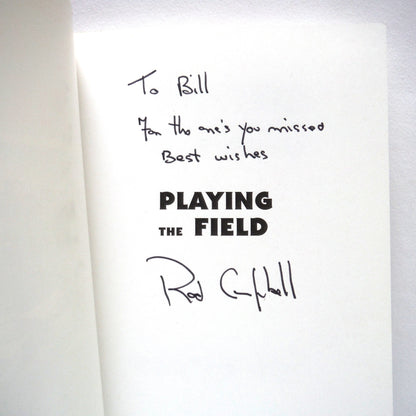 To Bill
For the one's you missed
Best wishes
PLAYING
THE FIELD
Rod Campbell